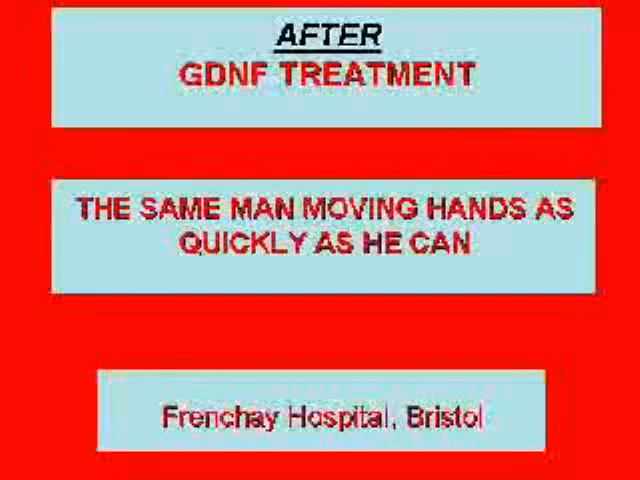 AFTER
GDNF TREATMENT
THE SAME MAN MOVING HANDS AS
QUICKLY AS HE CAN
Frenchay Hospital, Bristol